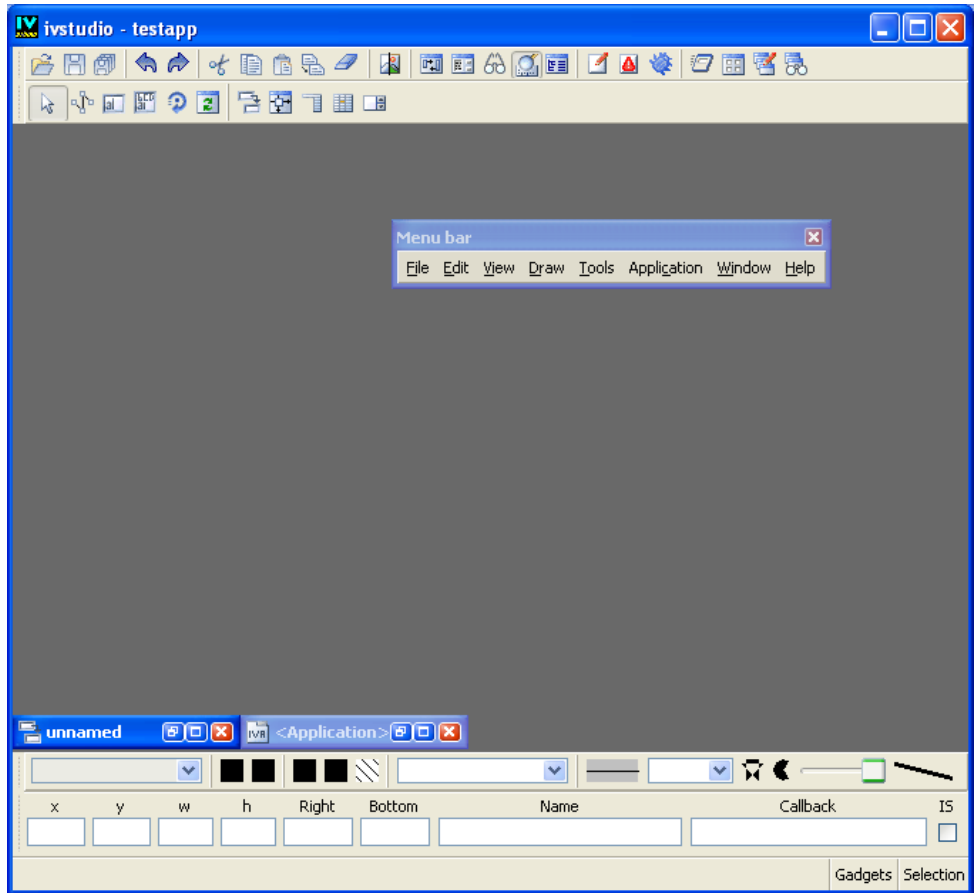 ivstudio - testapp
Menu bar
File Edit View Draw Tools Application Window Help
unnamed <Application>
x y w h Right Bottom Name Callback IS
Gadgets Selection